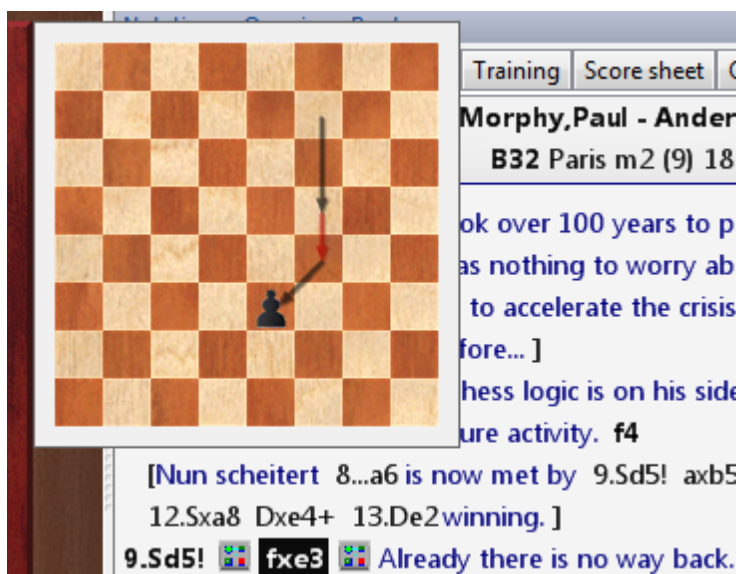 Training Score sheet
Morphy,Paul - Ander
B32 Paris m2 (9) 18
ok over 100 years to p
as nothing to worry ab
to accelerate the crisis
fore... ]
hess logic is on his side
ure activity. f4
[Nun scheitert 8...a6 is now met by 9.Sd5! axb5
12.Sxa8 Dxe4+ 13.De2 winning. ]
9.Sd5! fxe3 Already there is no way back.